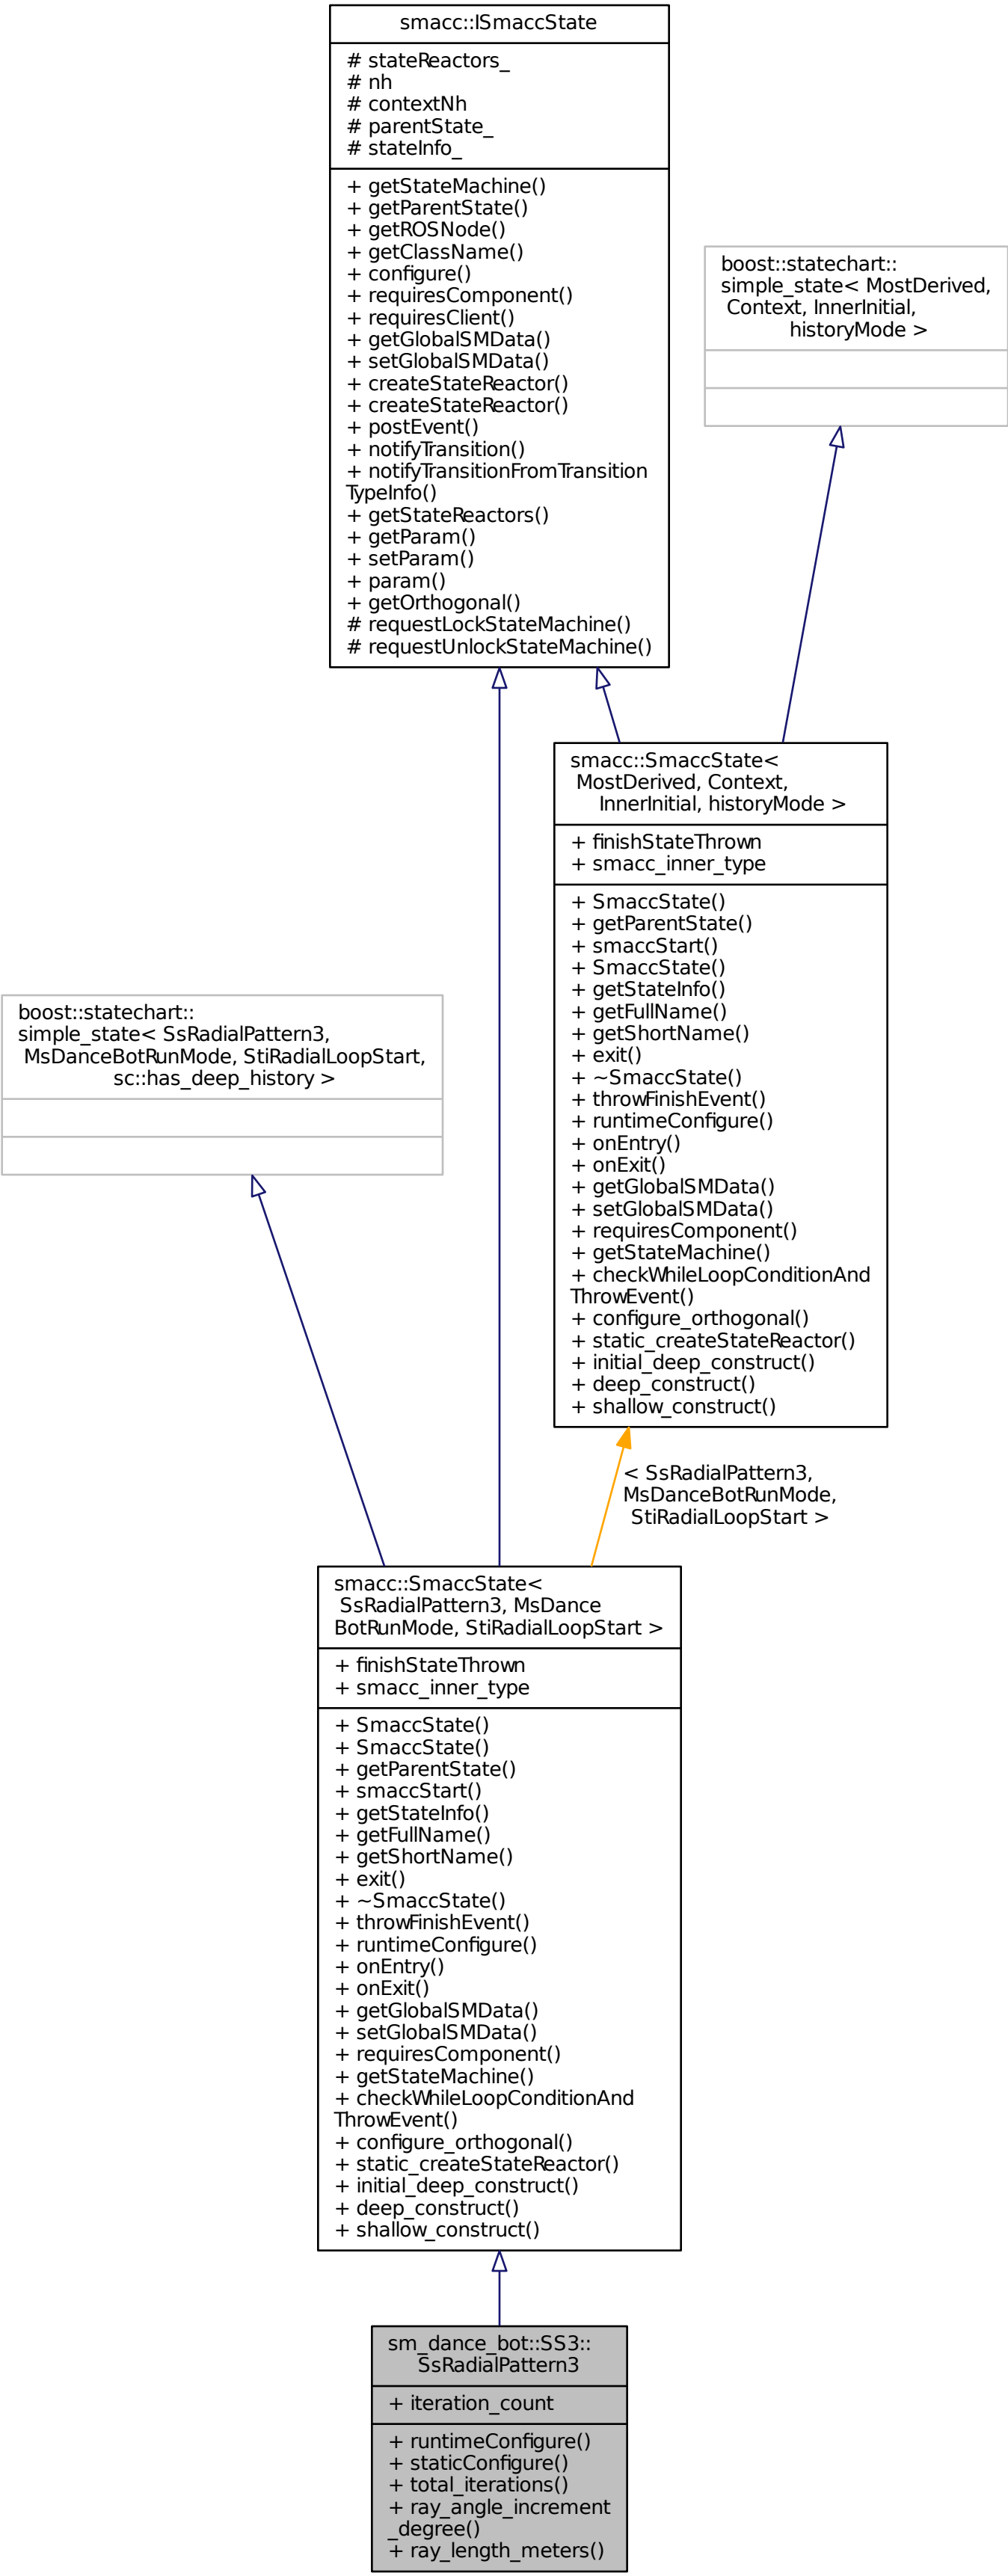 smacc::ISmaccState
# stateReactors_
# nh
# contextNh
# parentState_
# stateInfo_
+ getStateMachine()
+ getParentState()
+ getROSNode()
+ getClassName()
+ configure()
+ requiresComponent()
+ requiresClient()
+ getGlobalSMData()
+ setGlobalSMData()
+ createStateReactor()
+ createStateReactor()
+ postEvent()
+ notifyTransition()
+ notifyTransitionFromTransition
TypeInfo()
+ getStateReactors()
+ getParam()
+ setParam()
+ param()
+ getOrthogonal()
# requestLockStateMachine()
# requestUnlockStateMachine()
boost::statechart::
simple_state< MostDerived,
Context, InnerInitial,
historyMode >
smacc::SmaccState<
MostDerived, Context,
InnerInitial, historyMode >
+ finishStateThrown
+ smacc_inner_type
+ SmaccState()
+ getParentState()
+ smaccStart()
+ SmaccState()
+ getStateInfo()
+ getFullName()
+ getShortName()
+ exit()
+ ~SmaccState()
+ throwFinishEvent()
+ runtimeConfigure()
+ onEntry()
+ onExit()
+ getGlobalSMData()
+ setGlobalSMData()
+ requiresComponent()
+ getStateMachine()
+ checkWhileLoopConditionAnd
ThrowEvent()
+ configure_orthogonal()
+ static_createStateReactor()
+ initial_deep_construct()
+ deep_construct()
+ shallow_construct()
boost::statechart::
simple_state< SsRadialPattern3,
MsDanceBotRunMode, StiRadialLoopStart,
sc::has_deep_history >
< SsRadialPattern3,
MsDanceBotRunMode,
StiRadialLoopStart >
smacc::SmaccState<
SsRadialPattern3, MsDance
BotRunMode, StiRadialLoopStart >
+ finishStateThrown
+ smacc_inner_type
+ SmaccState()
+ SmaccState()
+ getParentState()
+ smaccStart()
+ getStateInfo()
+ getFullName()
+ getShortName()
+ exit()
+ ~SmaccState()
+ throwFinishEvent()
+ runtimeConfigure()
+ onEntry()
+ onExit()
+ getGlobalSMData()
+ setGlobalSMData()
+ requiresComponent()
+ getStateMachine()
+ checkWhileLoopConditionAnd
ThrowEvent()
+ configure_orthogonal()
+ static_createStateReactor()
+ initial_deep_construct()
+ deep_construct()
+ shallow_construct()
sm_dance_bot::SS3::
SsRadialPattern3
+ iteration_count
+ runtimeConfigure()
+ staticConfigure()
+ total_iterations()
+ ray_angle_increment
_degree()
+ ray_length_meters()